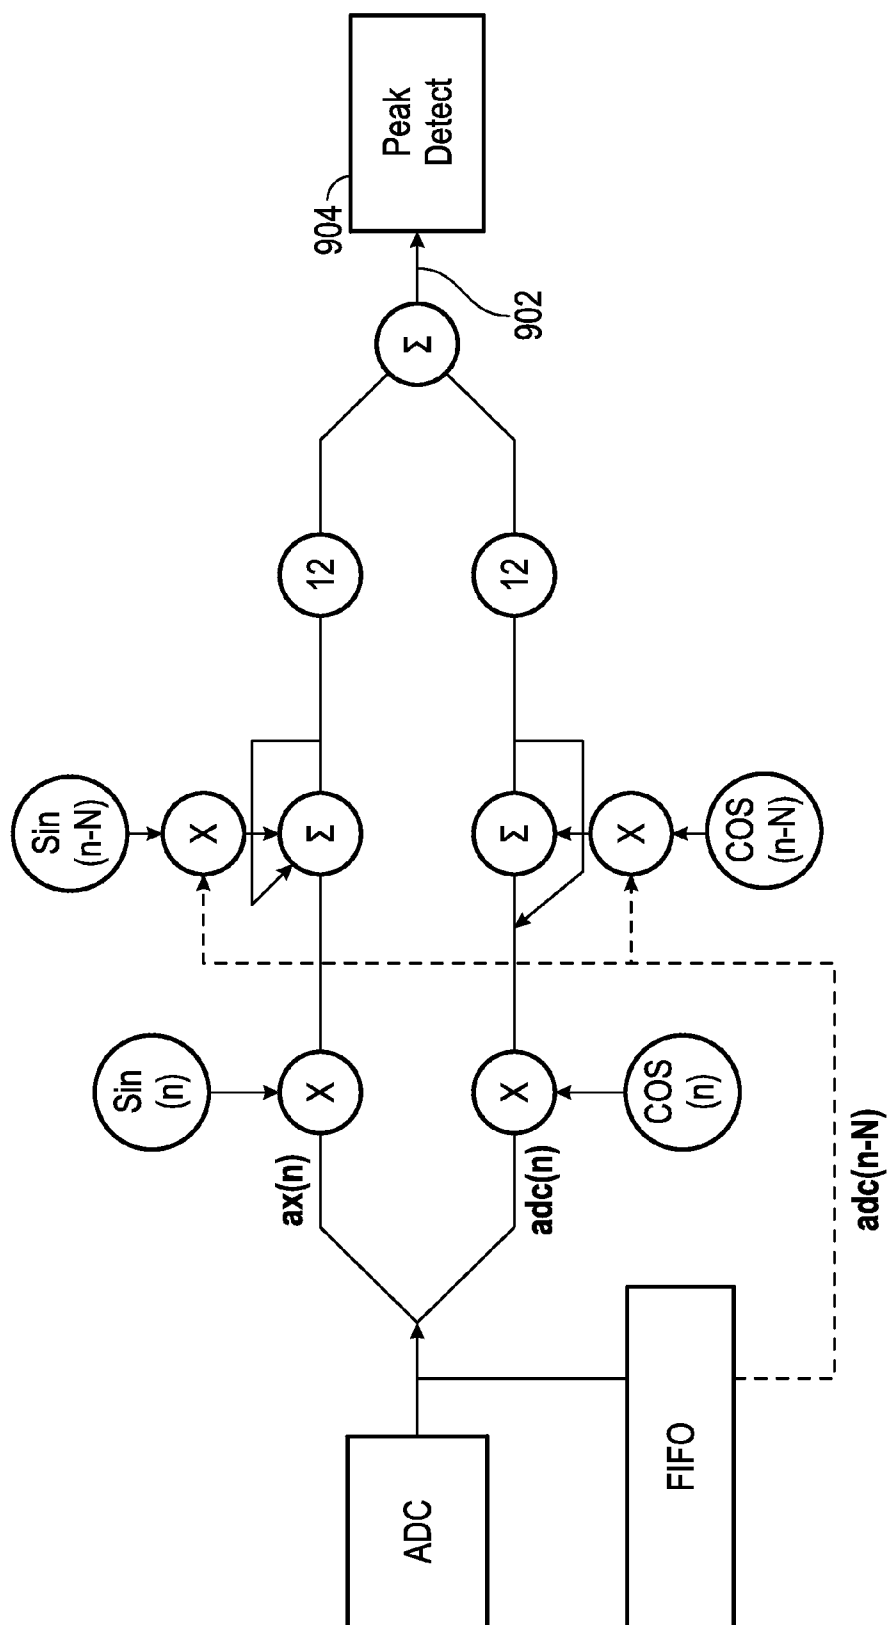 ADC
FIFO
ax(n)
adc(n)
adc(n-N)
Sin
(n)
X
X
COS
(n)
Sin
(n-N)
X
Σ
Σ
X
COS
(n-N)
12
12
Σ
902
904
Peak
Detect